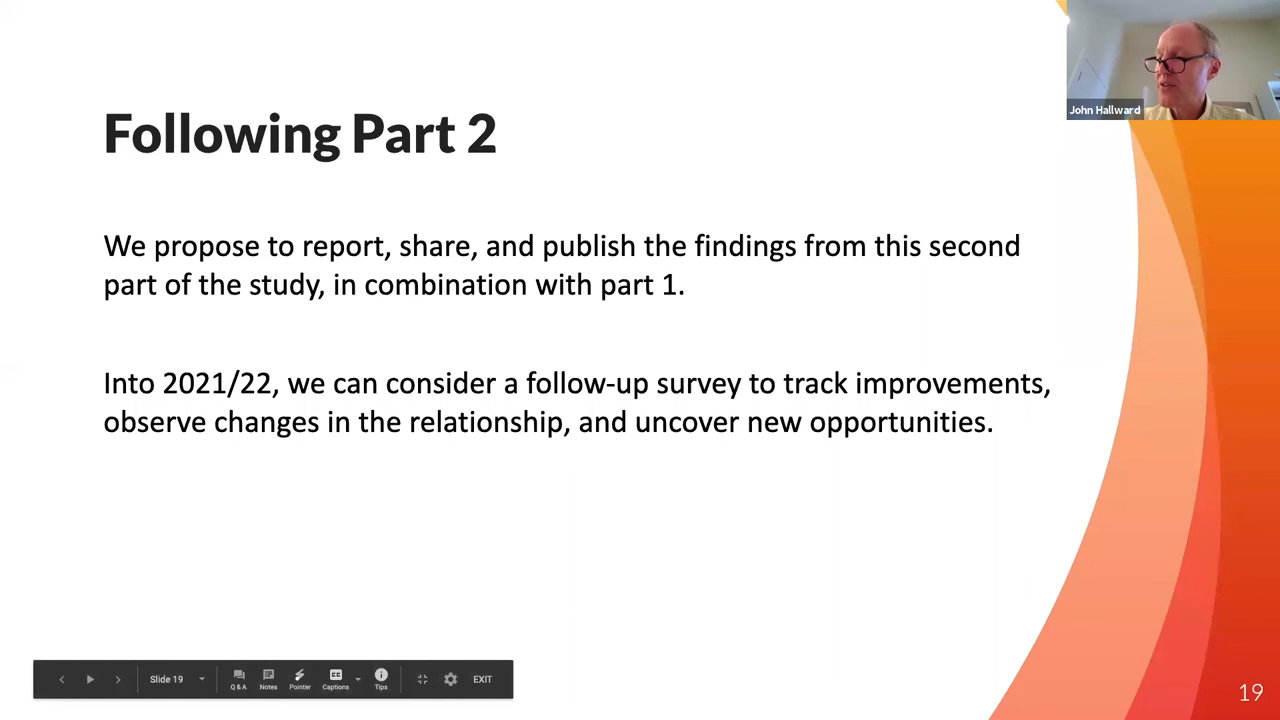 John Hallward
Following Part 2
We propose to report, share, and publish the findings from this second
part of the study, in combination with part 1.
Into 2021/22, we can consider a follow-up survey to track improvements,
observe changes in the relationship, and uncover new opportunities.
Slide 19
Q & A
Notes
Pointer
CC
Captions
Tips
EXIT
19